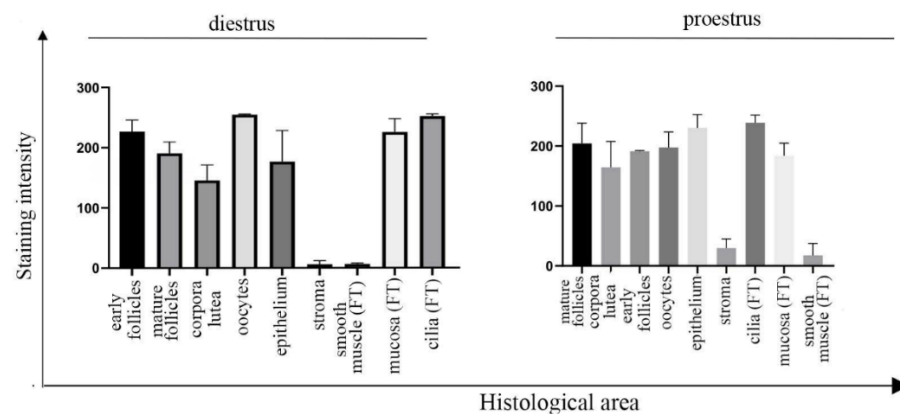 diestrus
proestrus
Staining intensity
300
200
100
0
early
follicles
mature
follicles
corpora
lutea
oocytes
epithelium
stroma
smooth
muscle (FT)
mucosa (FT)
cilia (FT)
300
200
100
0
mature
follicles
corpora
lutea
early
follicles
oocytes
epithelium
stroma
cilia (FT)
mucosa (FT)
smooth
muscle (FT)
Histological area